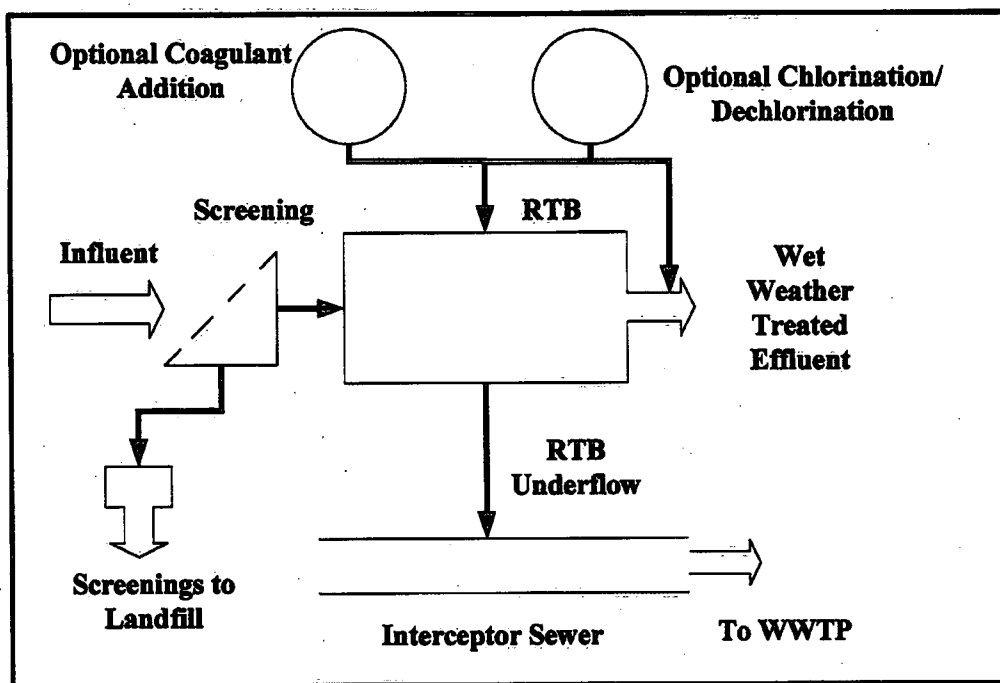 Optional Coagulant
Addition
Optional Chlorination/
Dechlorination
Screening
RTB
Influent
Wet
Weather
Treated
Effluent
RTB
Underflow
Screenings to
Landfill
Interceptor Sewer
To WWTP